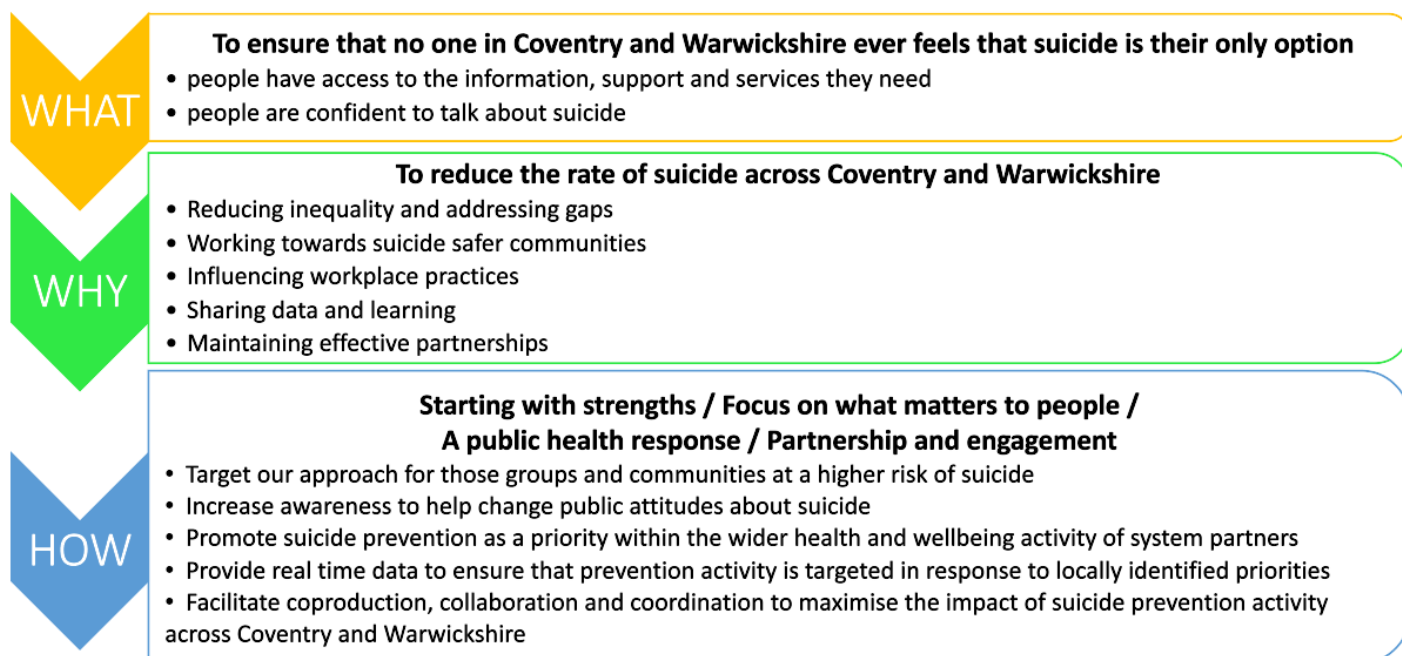 WHAT
To ensure that no one in Coventry and Warwickshire ever feels that suicide is their only option
• people have access to the information, support and services they need
• people are confident to talk about suicide
WHY
To reduce the rate of suicide across Coventry and Warwickshire
• Reducing inequality and addressing gaps
• Working towards suicide safer communities
• Influencing workplace practices
• Sharing data and learning
• Maintaining effective partnerships
HOW
Starting with strengths / Focus on what matters to people /
A public health response / Partnership and engagement
• Target our approach for those groups and communities at a higher risk of suicide
• Increase awareness to help change public attitudes about suicide
• Promote suicide prevention as a priority within the wider health and wellbeing activity of system partners
• Provide real time data to ensure that prevention activity is targeted in response to locally identified priorities
• Facilitate coproduction, collaboration and coordination to maximise the impact of suicide prevention activity
across Coventry and Warwickshire